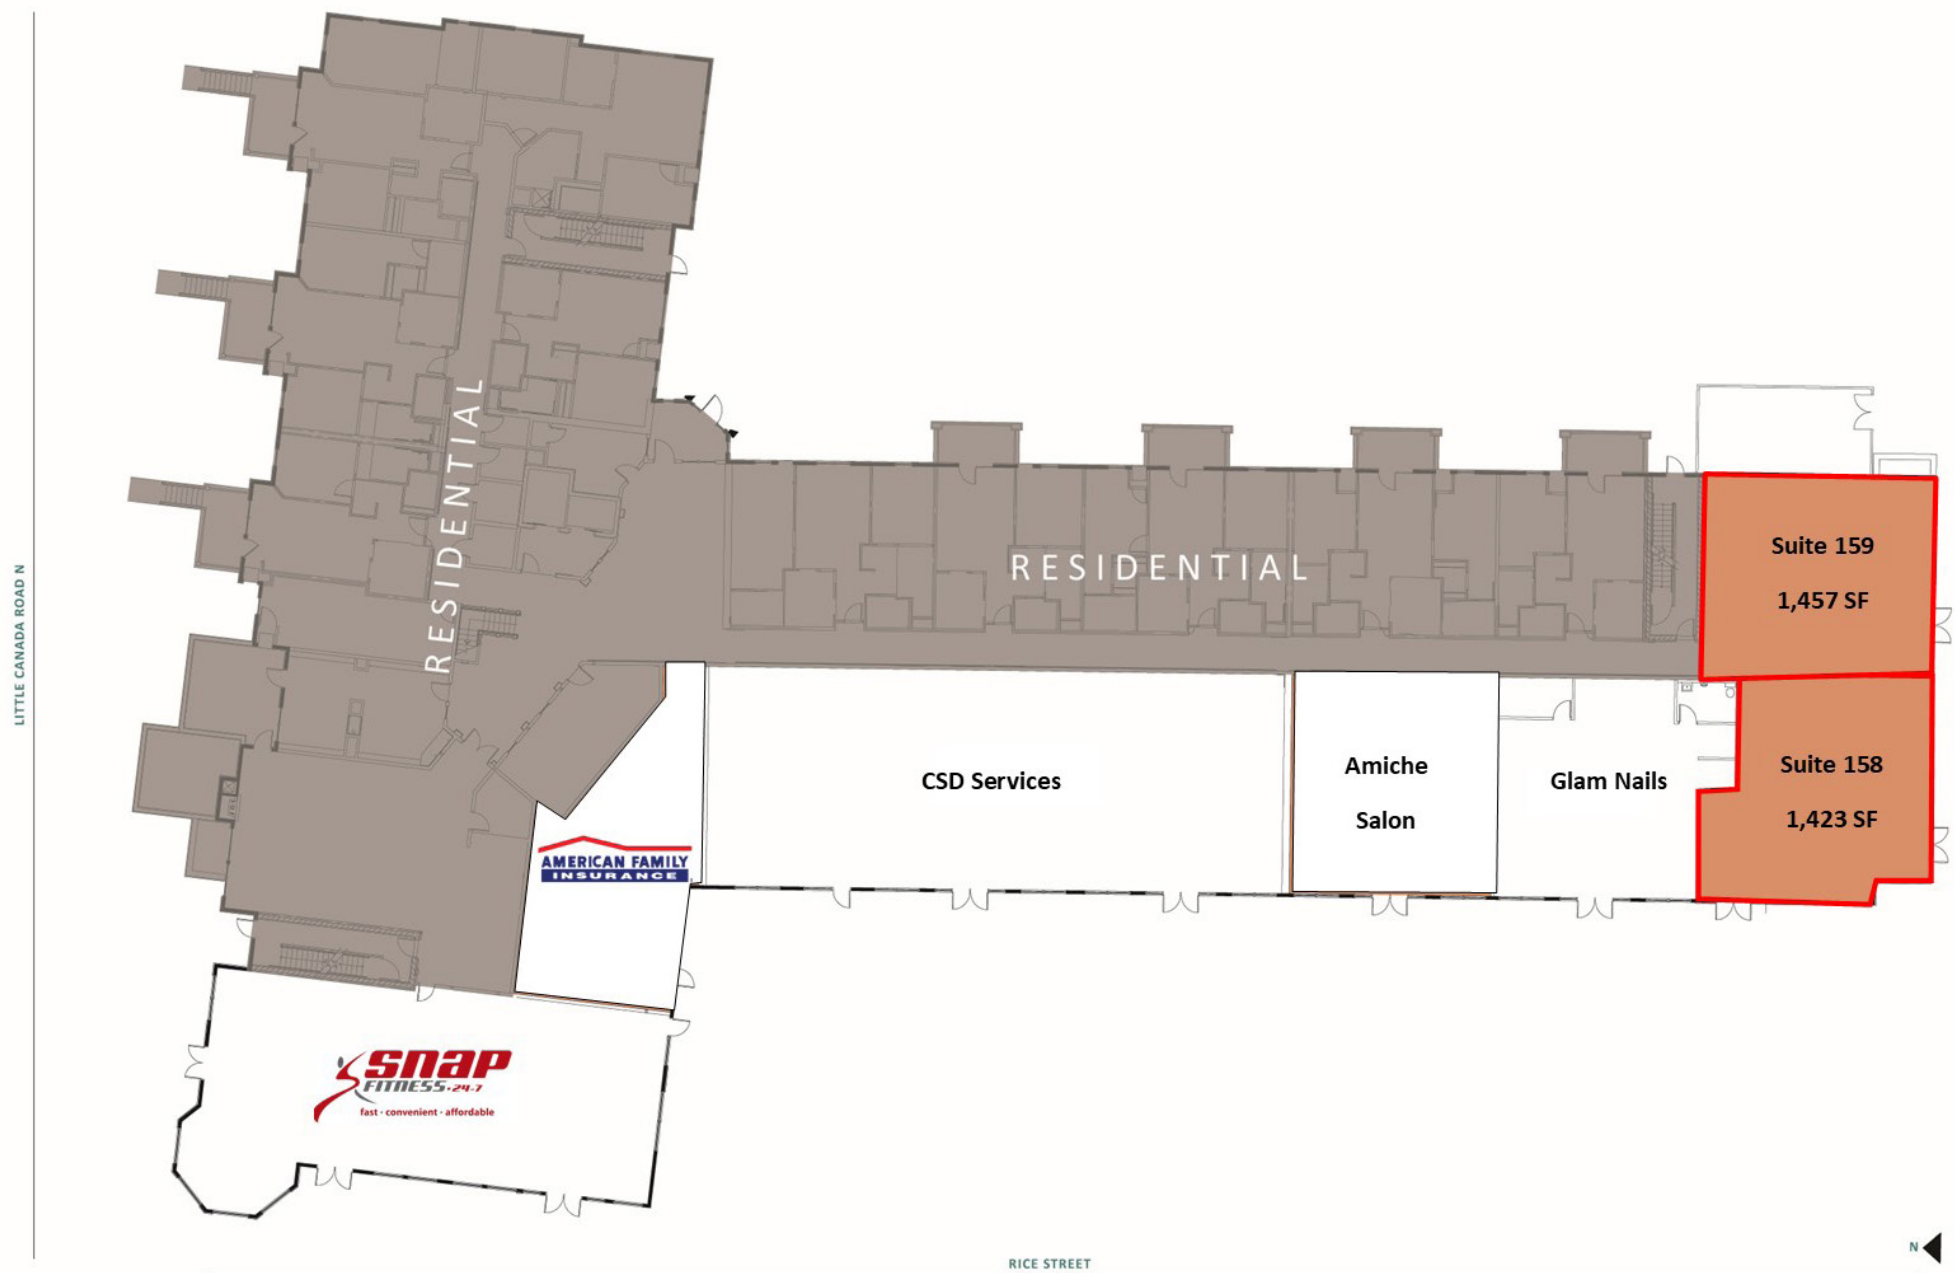 RESIDENTIAL
RESIDENTIAL
Suite 159
1,457 SF
LITTLE CANADA ROAD N
CSD Services
Amiche
Salon
Glam Nails
Suite 158
1,423 SF
AMERICAN FAMILY
INSURANCE
snap
FITNESS·24-7
fast · convenient · affordable
N
RICE STREET